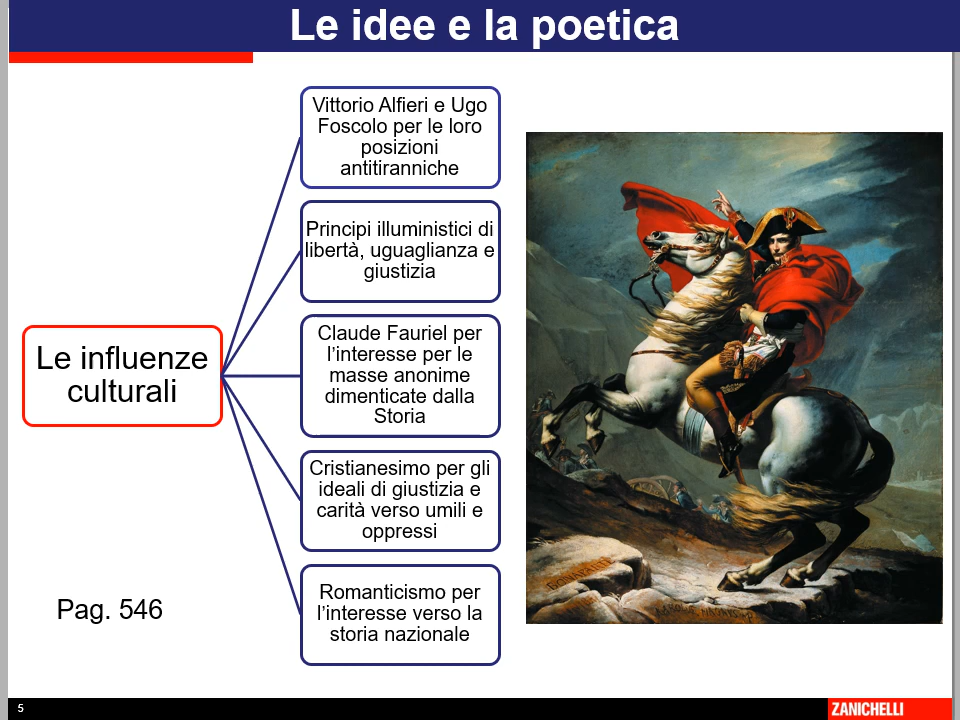 Le idee e la poetica
Vittorio Alfieri e Ugo
Foscolo per le loro
posizioni
antitiranniche
Principi illuministici di
libertà, uguaglianza e
giustizia
Le influenze
culturali
Claude Fauriel per
l’interesse per le
masse anonime
dimenticate dalla
Storia
Cristianesimo per gli
ideali di giustizia e
carità verso umili e
oppressi
Romanticismo per
l’interesse verso la
storia nazionale
Pag. 546
BONAPARTE
5
ZANICHELLI